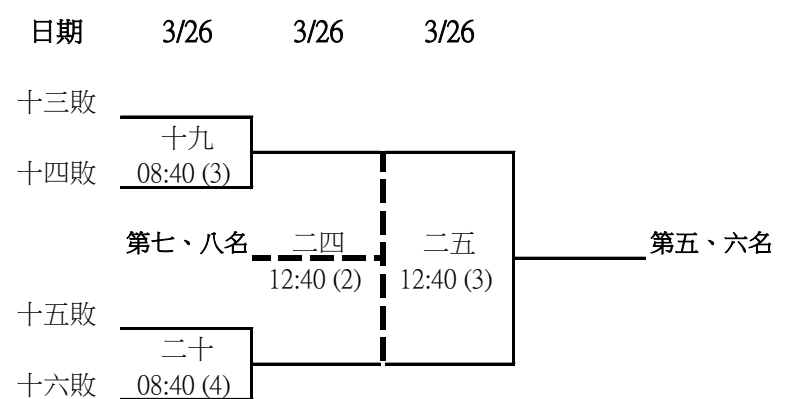 日期 3/26 3/26 3/26
十三敗
十九
十四敗 08:40 (3)
第七、八名 二四 二五 第五、六名
12:40 (2) 12:40 (3)
十五敗
二十
十六敗 08:40 (4)